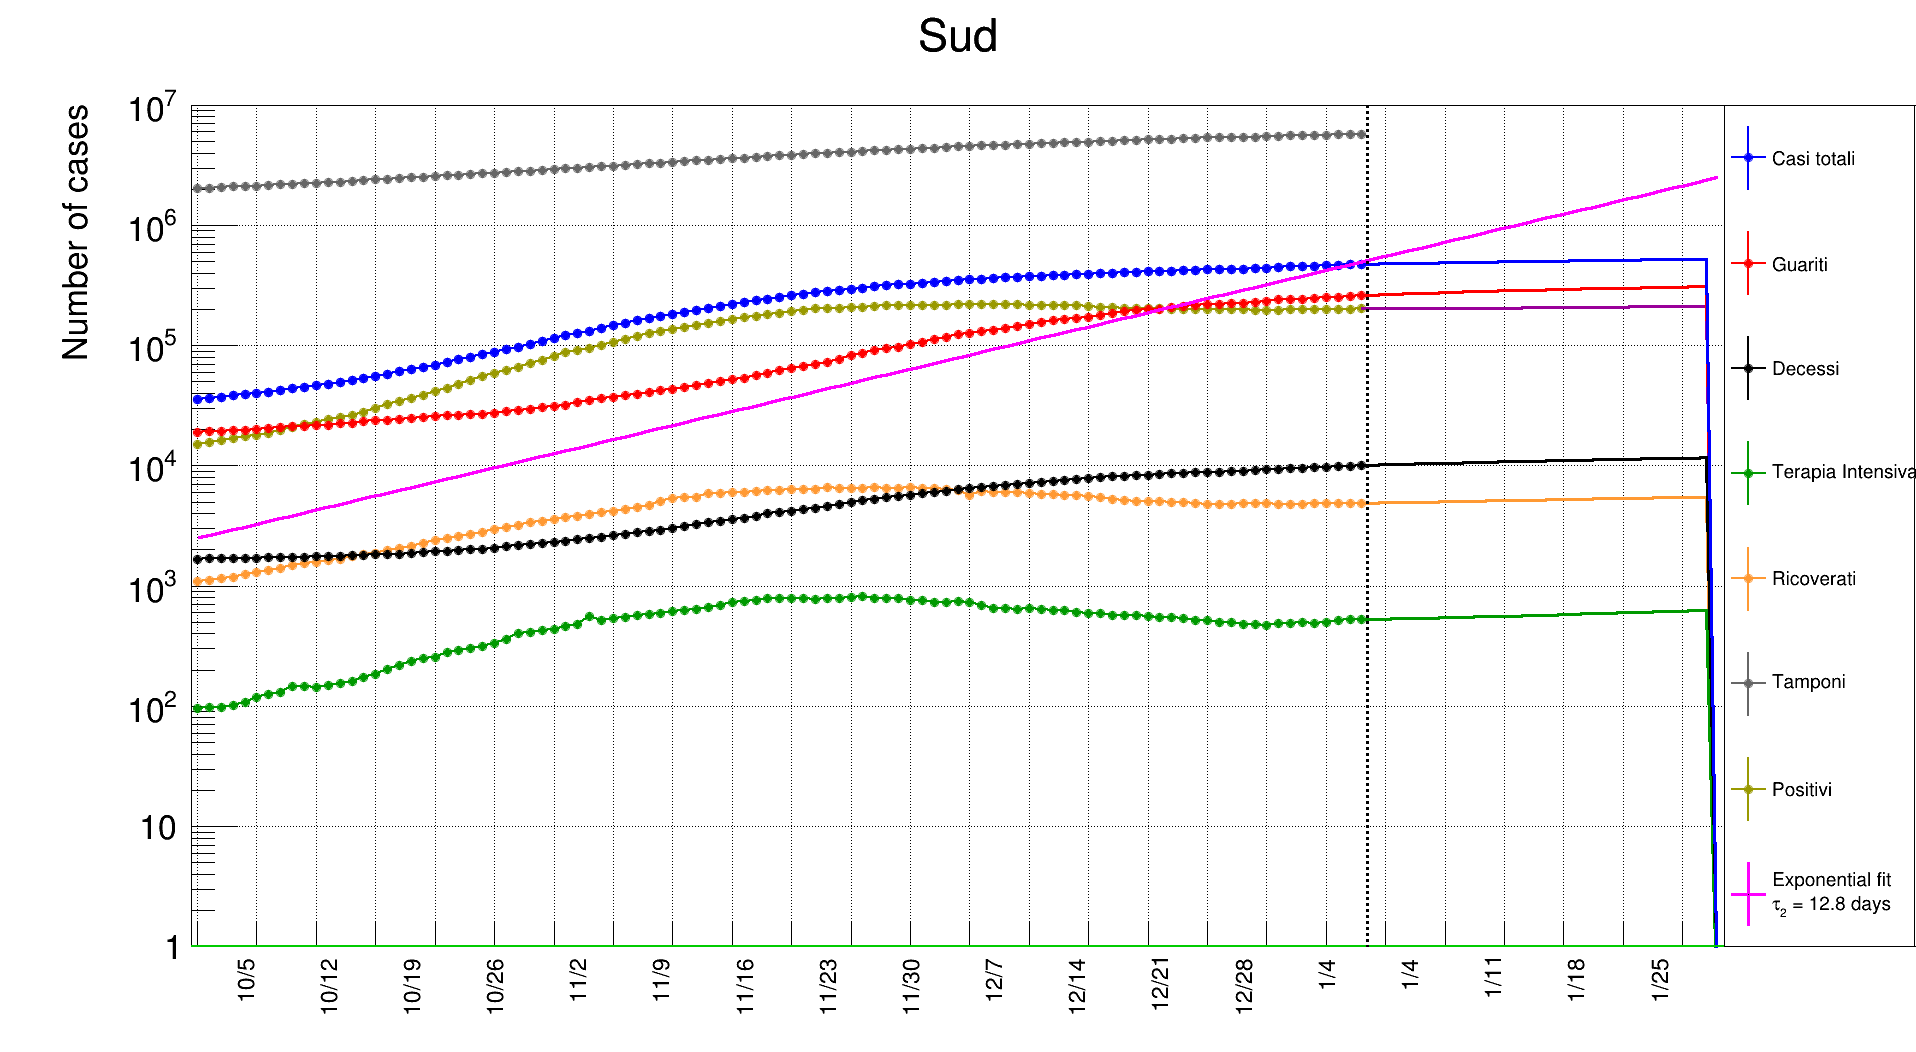 Sud
Number of cases
10^7
10^6
10^5
10^4
10^3
10^2
10
1
10/5
10/12
10/19
10/26
11/2
11/9
11/16
11/23
11/30
12/7
12/14
12/21
12/28
1/4
1/4
1/11
1/18
1/25
Casi totali
Guariti
Decessi
Terapia Intensiva
Ricoverati
Tamponi
Positivi
Exponential fit
τ_2 = 12.8 days